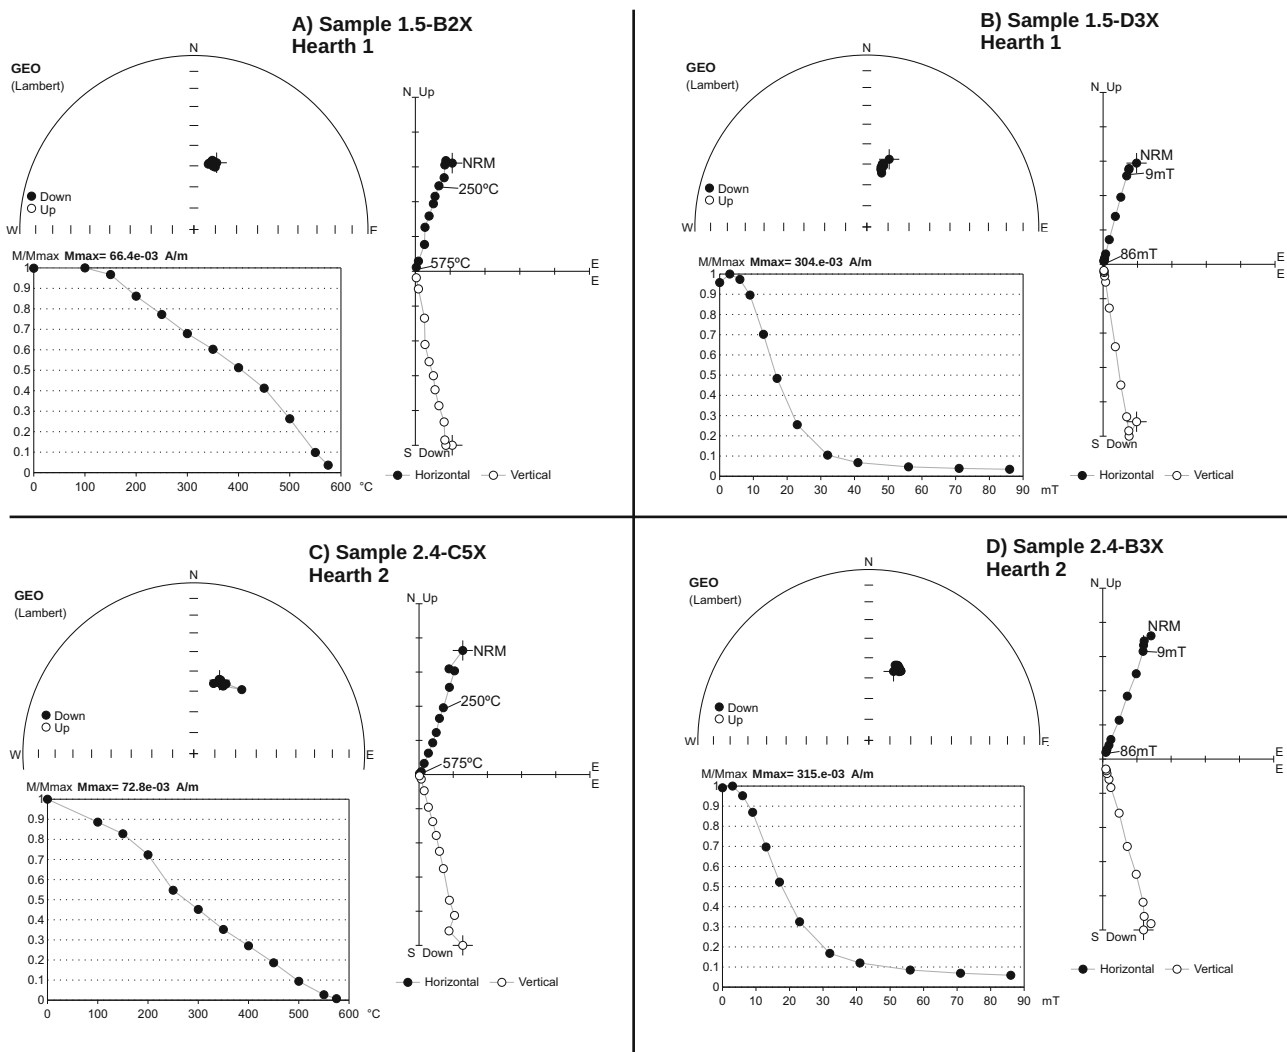 A) Sample 1.5-B2X
Hearth 1
N
GEO
(Lambert)
Down
Up
W
E
N Up
NRM
250ºC
575ºC
E
E
S Down
Horizontal
Vertical
M/Mmax Mmax= 66.4e-03 A/m
1
0.9
0.8
0.7
0.6
0.5
0.4
0.3
0.2
0.1
0
0 100 200 300 400 500 600 °C
B) Sample 1.5-D3X
Hearth 1
GEO
(Lambert)
Down
Up
W
E
N Up
NRM
9mT
86mT
E
E
S Down
Horizontal
Vertical
M/Mmax Mmax= 304.e-03 A/m
1
0.9
0.8
0.7
0.6
0.5
0.4
0.3
0.2
0.1
0
0 10 20 30 40 50 60 70 80 90 mT
C) Sample 2.4-C5X
Hearth 2
N
GEO
(Lambert)
Down
Up
W
E
N Up
NRM
250ºC
575ºC
E
E
S Down
Horizontal
Vertical
M/Mmax Mmax= 72.8e-03 A/m
1
0.9
0.8
0.7
0.6
0.5
0.4
0.3
0.2
0.1
0
0 100 200 300 400 500 600 °C
D) Sample 2.4-B3X
Hearth 2
N
GEO
(Lambert)
Down
Up
W
E
N Up
NRM
9mT
86mT
E
E
S Down
Horizontal
Vertical
M/Mmax Mmax= 315.e-03 A/m
1
0.9
0.8
0.7
0.6
0.5
0.4
0.3
0.2
0.1
0
0 10 20 30 40 50 60 70 80 90 mT